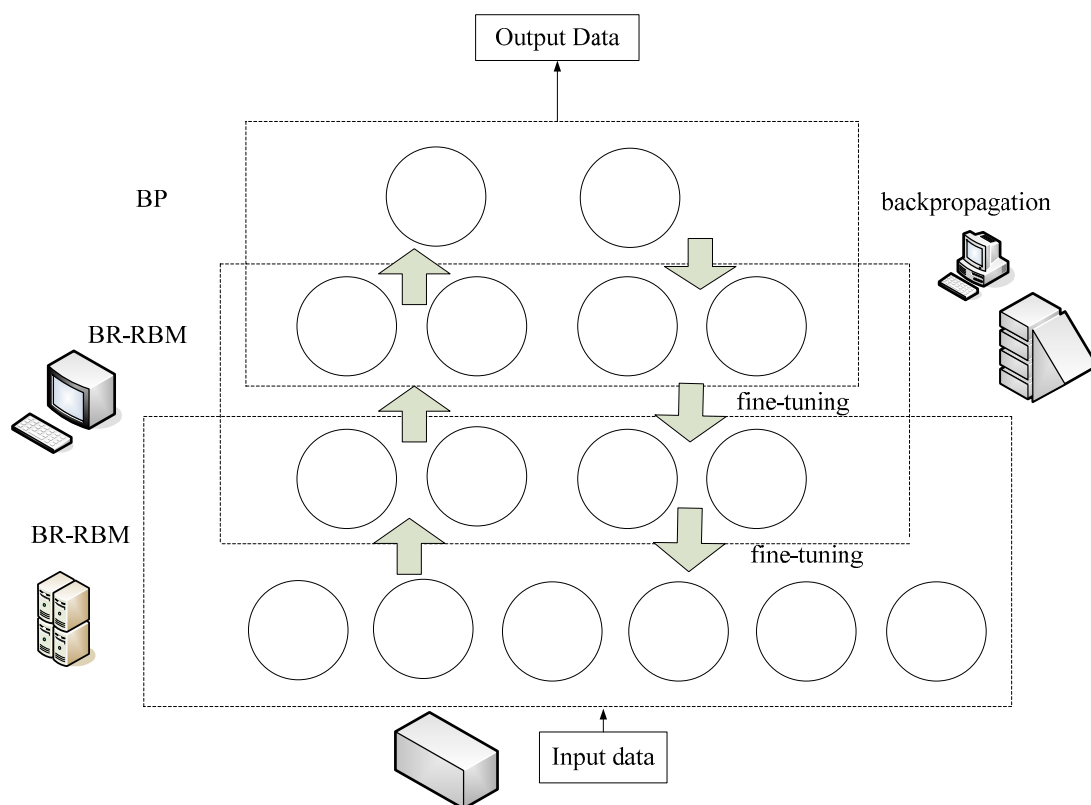 Output Data
BP
backpropagation
BR-RBM
fine-tuning
BR-RBM
fine-tuning
Input data